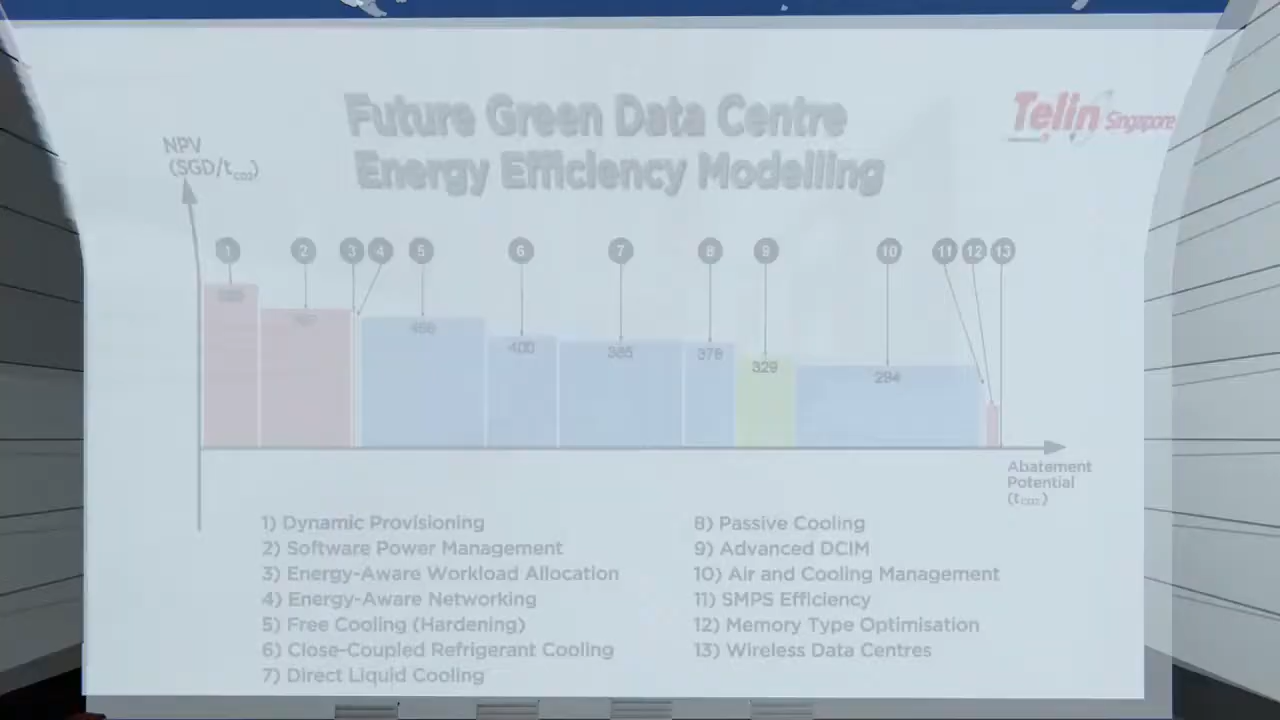 Future Green Data Centre
Energy Efficiency Modelling
Telin Singapore
NPV
(SGD/tCO2)
1 2 3 4 5 6 7 8 9 10 11 12 13
400
385
378
329
294
Abatement
Potential
(tCO2)
1) Dynamic Provisioning
2) Software Power Management
3) Energy-Aware Workload Allocation
4) Energy-Aware Networking
5) Free Cooling (Hardening)
6) Close-Coupled Refrigerant Cooling
7) Direct Liquid Cooling
8) Passive Cooling
9) Advanced DCIM
10) Air and Cooling Management
11) SMPS Efficiency
12) Memory Type Optimisation
13) Wireless Data Centres